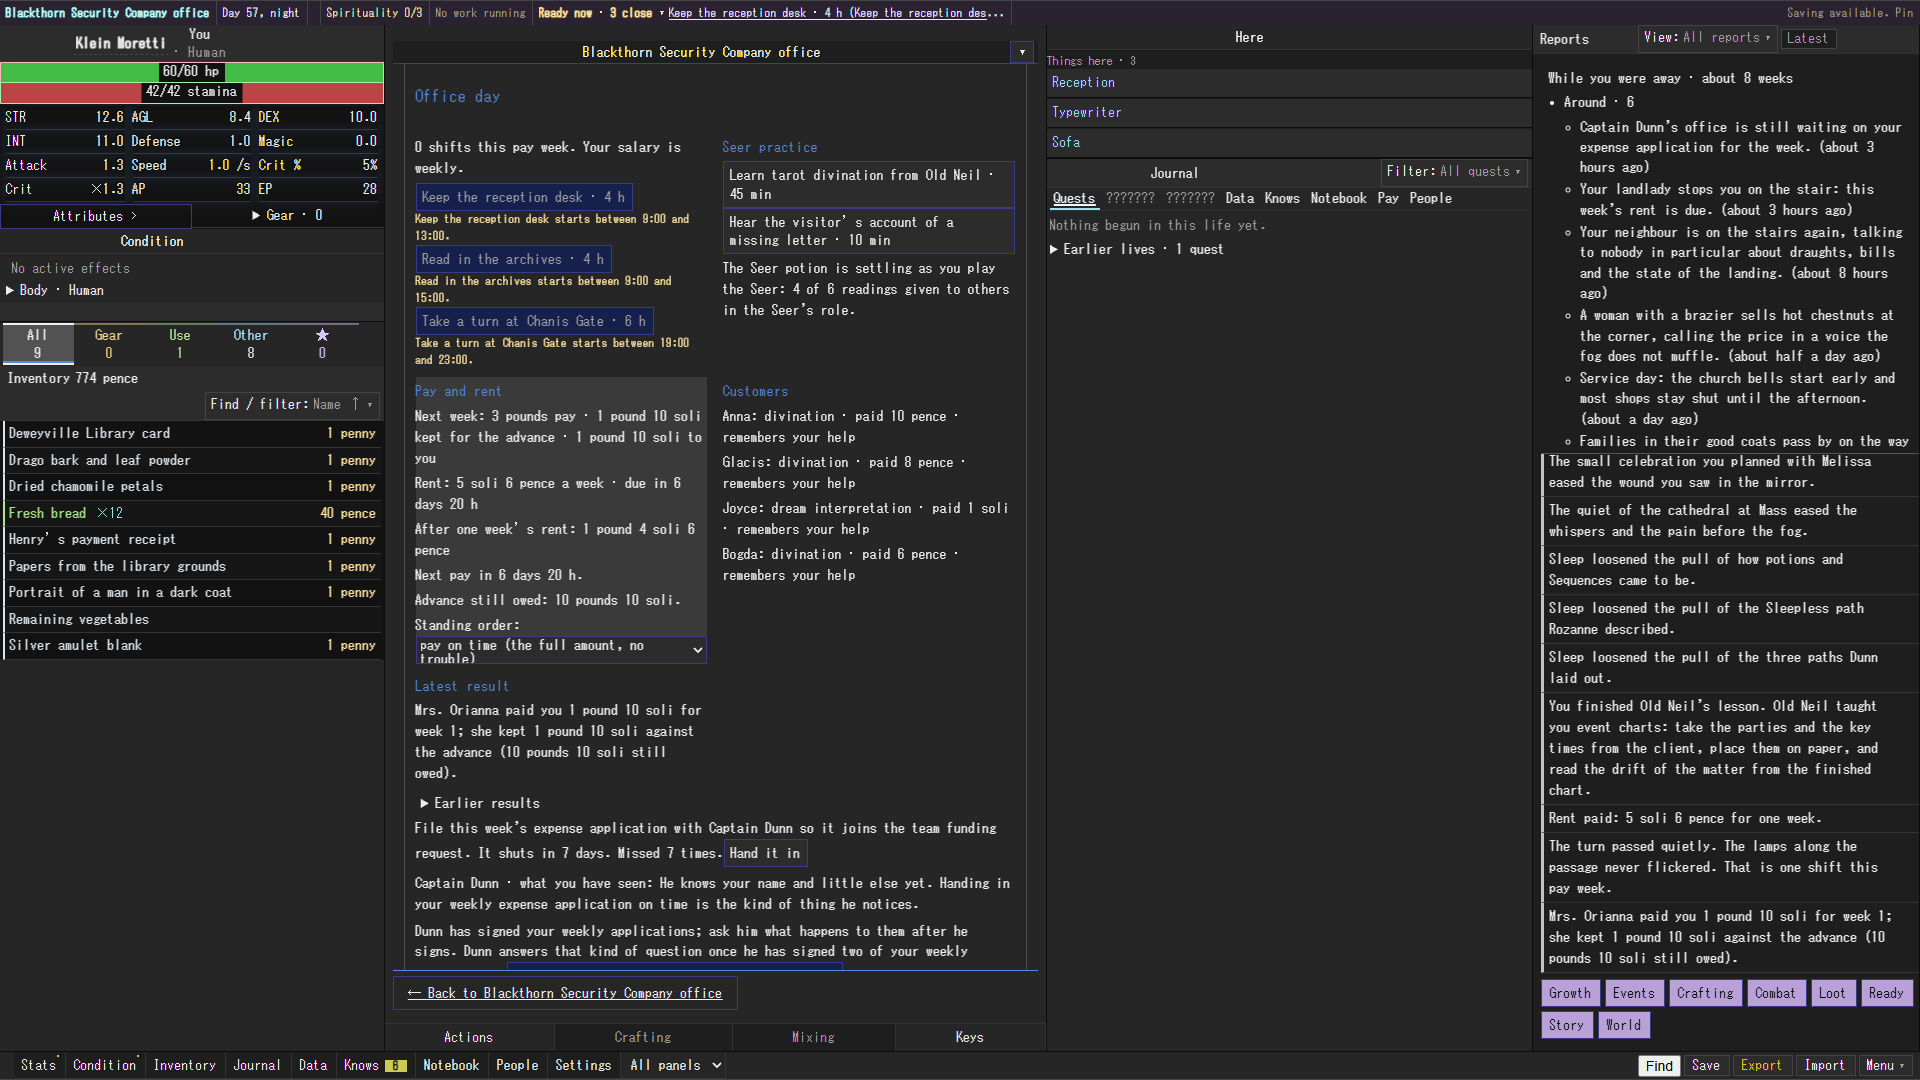 Blackthorn Security Company office
Day 57, night
Spirituality 0/3
No work running
Ready now · 3 close ▾
Keep the reception desk · 4 h (Keep the reception des...
Saving available.
Pin
Klein Moretti
·
You
Human
60/60 hp
42/42 stamina
STR 12.6 AGL 8.4 DEX 10.0
INT 11.0 Defense 1.0 Magic 0.0
Attack 1.3 Speed 1.0 /s Crit % 5%
Crit ×1.3 AP 33 EP 28
Attributes >
▶ Gear · 0
Condition
No active effects
▶ Body · Human
All
9
Gear
0
Use
1
Other
8
★
0
Inventory 774 pence
Find / filter: Name ↑ ▾
Deweyville Library card 1 penny
Drago bark and leaf powder 1 penny
Dried chamomile petals 1 penny
Fresh bread ×12 40 pence
Henry's payment receipt 1 penny
Papers from the library grounds 1 penny
Portrait of a man in a dark coat 1 penny
Remaining vegetables
Silver amulet blank 1 penny
Blackthorn Security Company office
▾
Office day
0 shifts this pay week. Your salary is
weekly.
Keep the reception desk · 4 h
Keep the reception desk starts between 9:00 and
13:00.
Read in the archives · 4 h
Read in the archives starts between 9:00 and
15:00.
Take a turn at Chanis Gate · 6 h
Take a turn at Chanis Gate starts between 19:00
and 23:00.
Seer practice
Learn tarot divination from Old Neil ·
45 min
Hear the visitor's account of a
missing letter · 10 min
The Seer potion is settling as you play
the Seer: 4 of 6 readings given to others
in the Seer's role.
Pay and rent
Next week: 3 pounds pay · 1 pound 10 soli
kept for the advance · 1 pound 10 soli to
you
Rent: 5 soli 6 pence a week · due in 6
days 20 h
After one week's rent: 1 pound 4 soli 6
pence
Next pay in 6 days 20 h.
Advance still owed: 10 pounds 10 soli.
Standing order:
pay on time (the full amount, no
trouble)
Customers
Anna: divination · paid 10 pence ·
remembers your help
Glacis: divination · paid 8 pence ·
remembers your help
Joyce: dream interpretation · paid 1 soli
· remembers your help
Bogda: divination · paid 6 pence ·
remembers your help
Latest result
Mrs. Orianna paid you 1 pound 10 soli for
week 1; she kept 1 pound 10 soli against
the advance (10 pounds 10 soli still
owed).
▶ Earlier results
File this week's expense application with Captain Dunn so it joins the team funding
request. It shuts in 7 days. Missed 7 times. Hand it in
Captain Dunn · what you have seen: He knows your name and little else yet. Handing in
your weekly expense application on time is the kind of thing he notices.
Dunn has signed your weekly applications; ask him what happens to them after he
signs. Dunn answers that kind of question once he has signed two of your weekly
← Back to Blackthorn Security Company office
Actions
Crafting
Mixing
Keys
Here
Things here · 3
Reception
Typewriter
Sofa
Journal
Filter: All quests ▾
Quests ??????? ??????? Data Knows Notebook Pay People
Nothing begun in this life yet.
▶ Earlier lives · 1 quest
Reports
View: All reports ▾
Latest
While you were away · about 8 weeks
• Around · 6
Captain Dunn's office is still waiting on your
expense application for the week. (about 3
hours ago)
Your landlady stops you on the stair: this
week's rent is due. (about 3 hours ago)
Your neighbour is on the stairs again, talking
to nobody in particular about draughts, bills
and the state of the landing. (about 8 hours
ago)
A woman with a brazier sells hot chestnuts at
the corner, calling the price in a voice the
fog does not muffle. (about half a day ago)
Service day: the church bells start early and
most shops stay shut until the afternoon.
(about a day ago)
Families in their good coats pass by on the way
The small celebration you planned with Melissa
eased the wound you saw in the mirror.
The quiet of the cathedral at Mass eased the
whispers and the pain before the fog.
Sleep loosened the pull of how potions and
Sequences came to be.
Sleep loosened the pull of the Sleepless path
Rozanne described.
Sleep loosened the pull of the three paths Dunn
laid out.
You finished Old Neil's lesson. Old Neil taught
you event charts: take the parties and the key
times from the client, place them on paper, and
read the drift of the matter from the finished
chart.
Rent paid: 5 soli 6 pence for one week.
The turn passed quietly. The lamps along the
passage never flickered. That is one shift this
pay week.
Mrs. Orianna paid you 1 pound 10 soli for week 1;
she kept 1 pound 10 soli against the advance (10
pounds 10 soli still owed).
Growth Events Crafting Combat Loot Ready
Story World
Stats Condition Inventory Journal Data Knows 8 Notebook People Settings All panels
Find Save Export Import Menu ▾